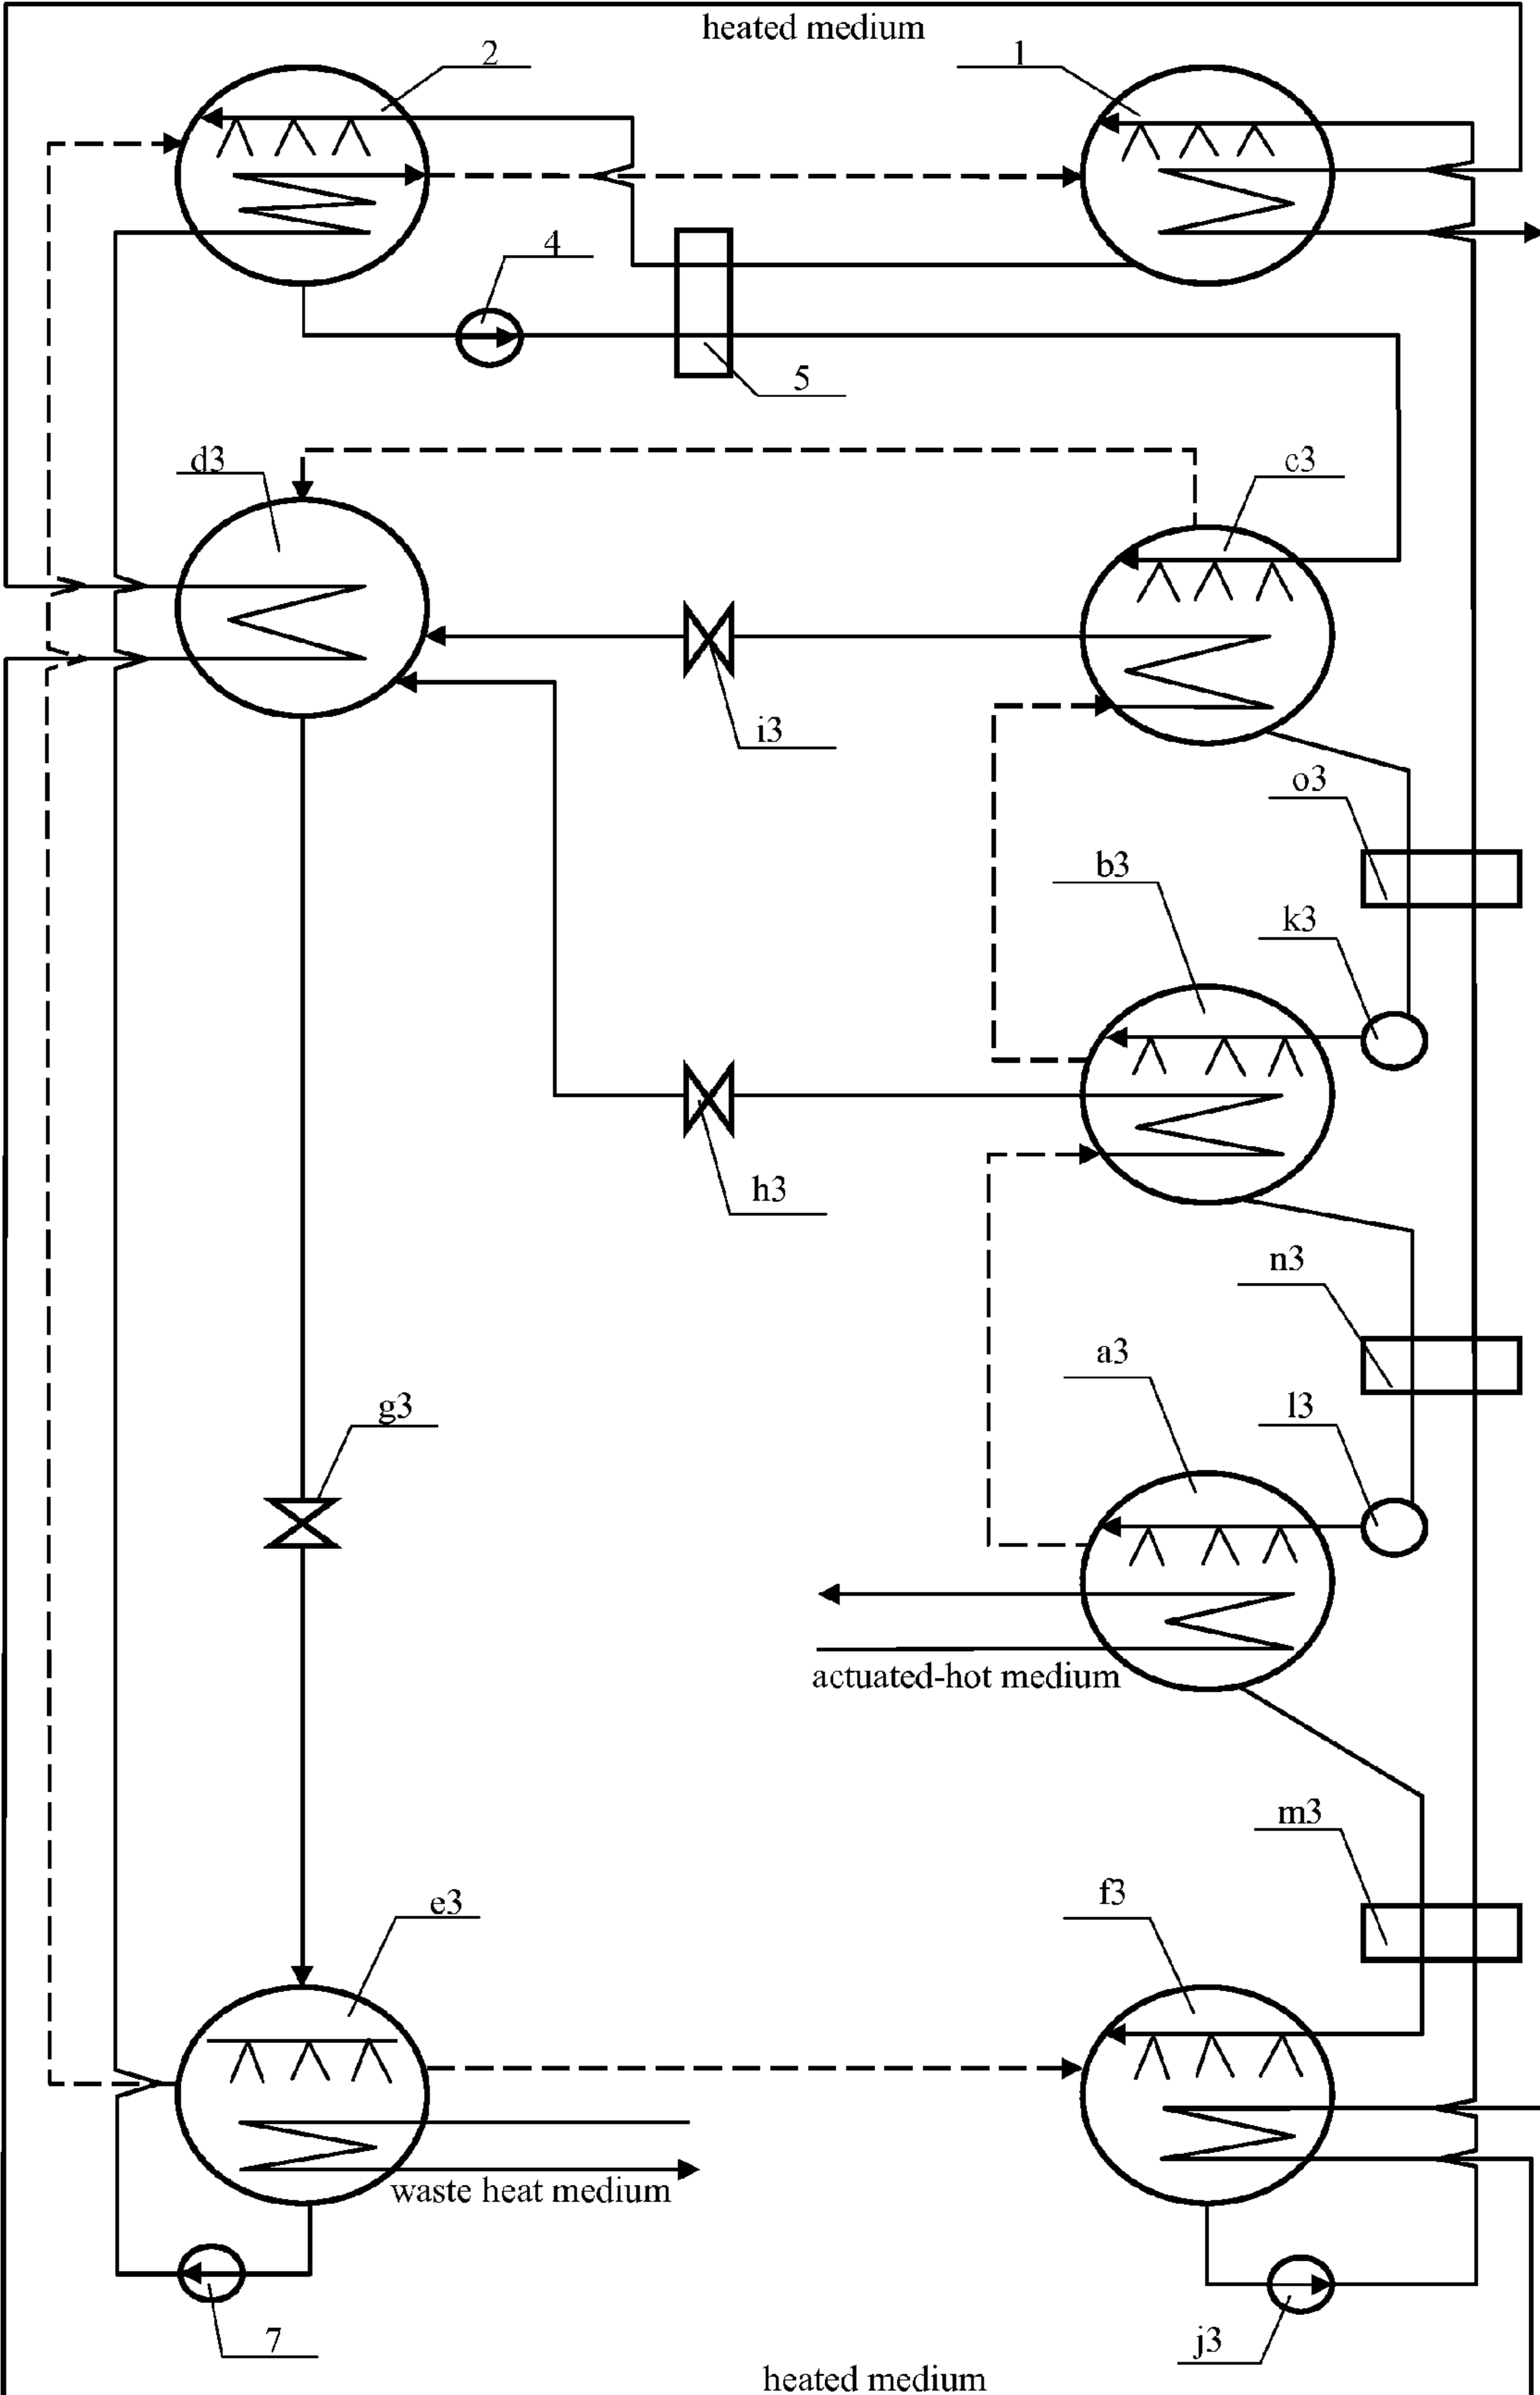 heated medium
2
1
4
5
d3
c3
i3
o3
b3
k3
h3
n3
a3
l3
g3
actuated-hot medium
m3
e3
f3
waste heat medium
7
j3
heated medium